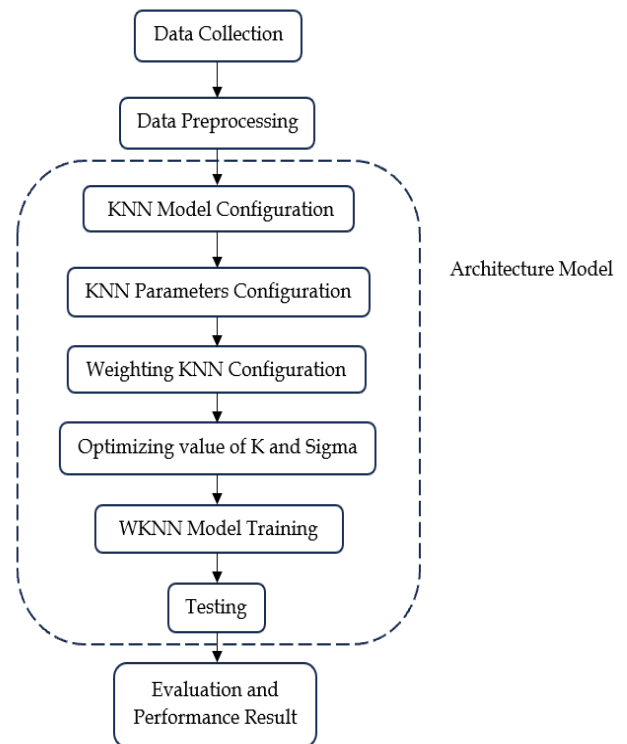 Data Collection
Data Preprocessing
KNN Model Configuration
Architecture Model
KNN Parameters Configuration
Weighting KNN Configuration
Optimizing value of K and Sigma
WKNN Model Training
Testing
Evaluation and
Performance Result